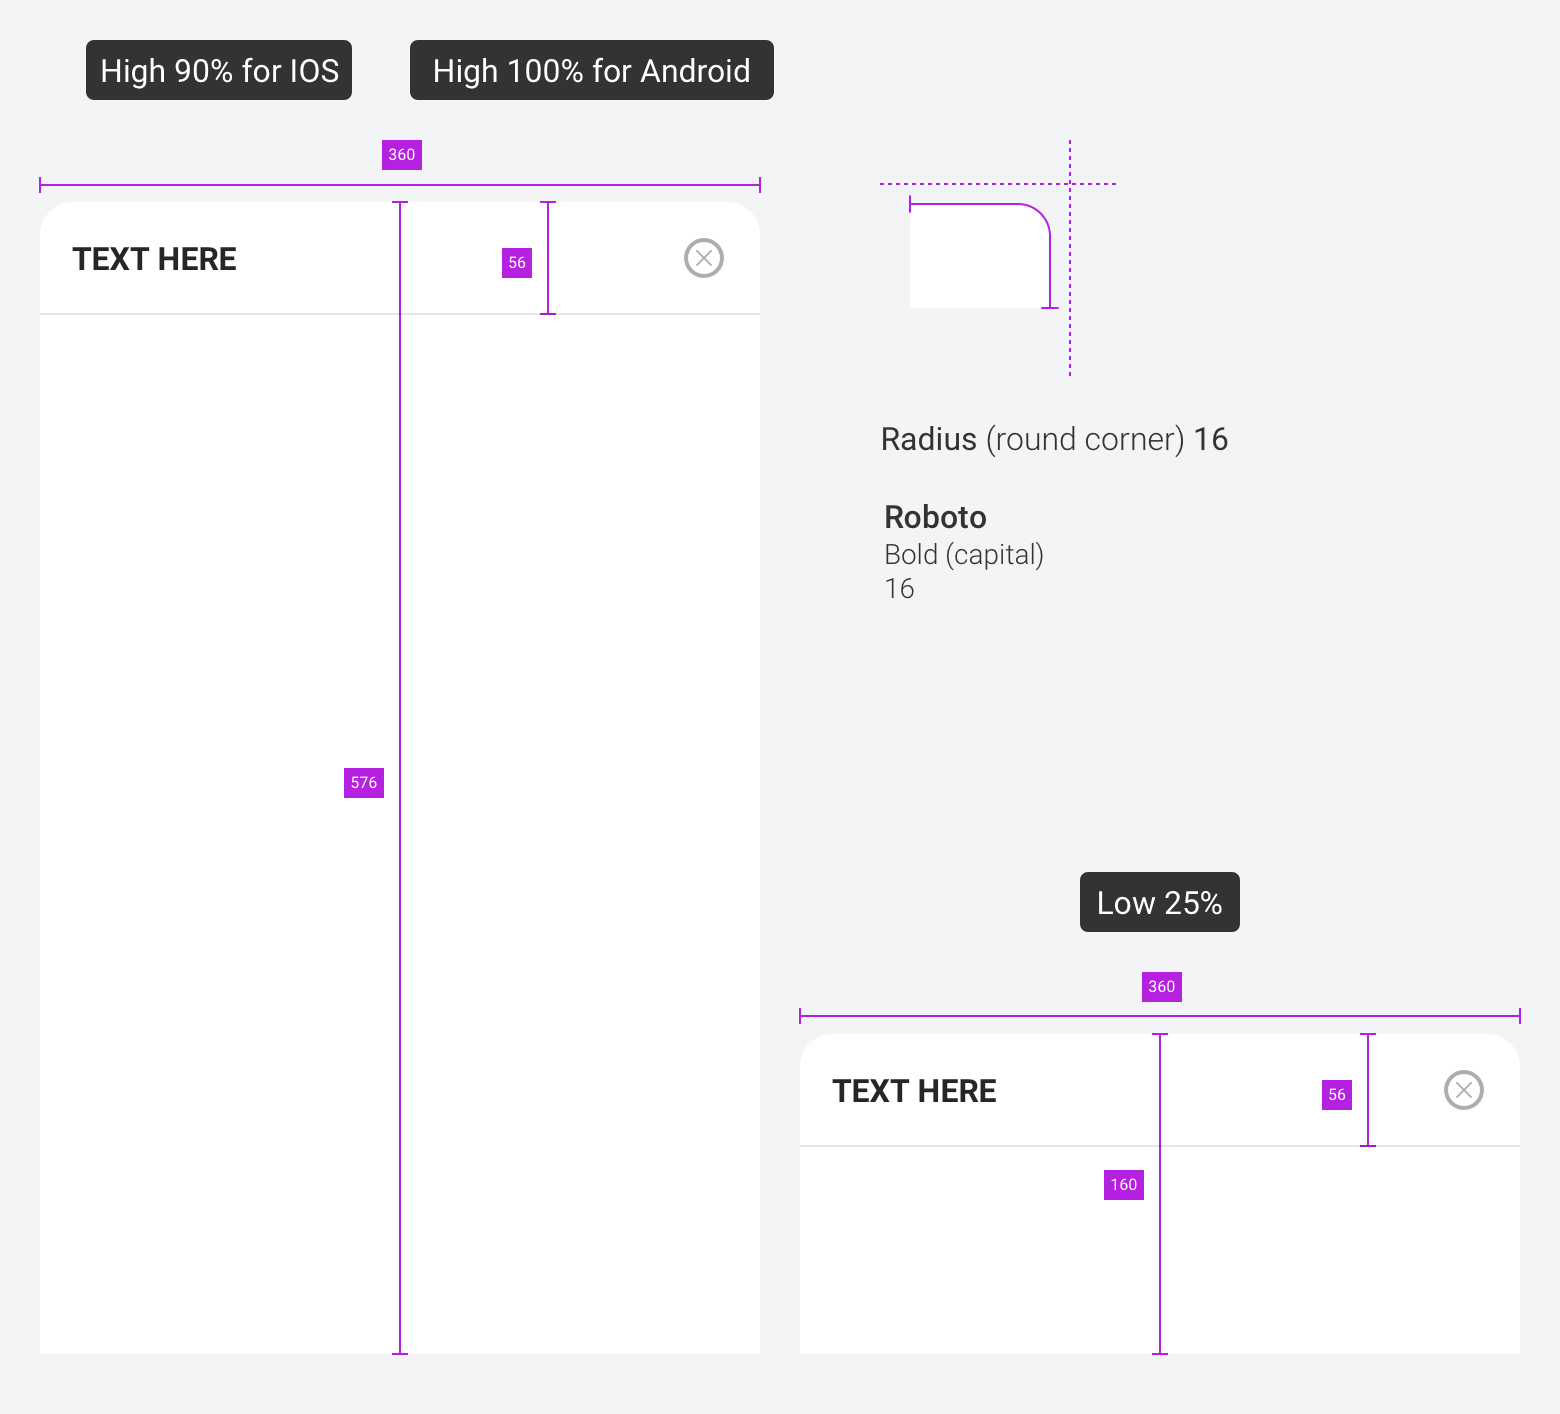 High 90% for IOS
High 100% for Android
360
TEXT HERE
56
576
Radius (round corner) 16
Roboto
Bold (capital)
16
Low 25%
360
TEXT HERE
56
160